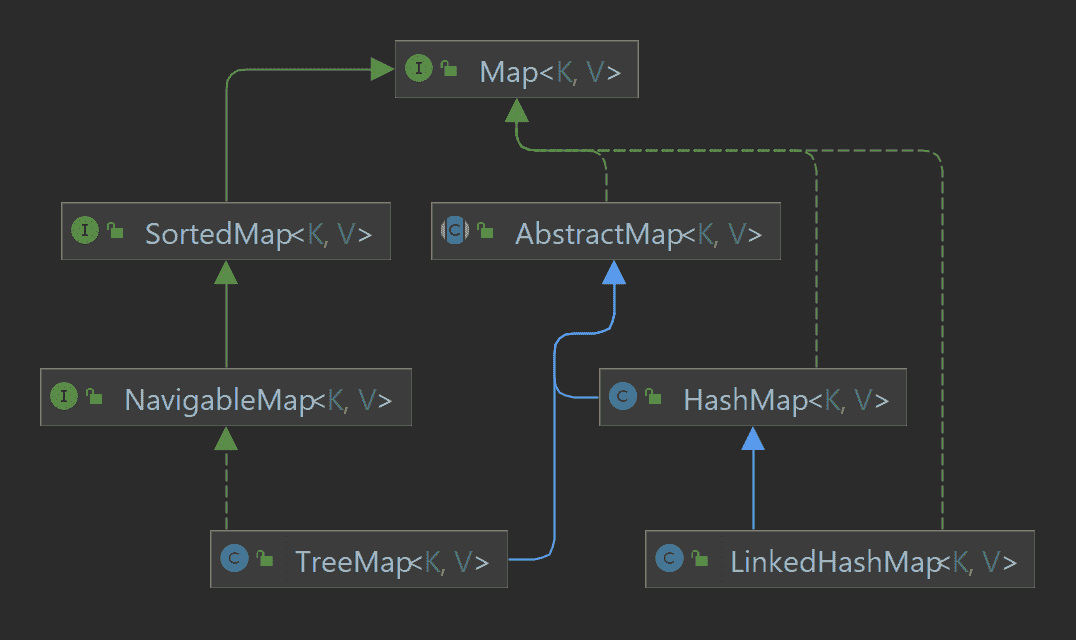 I Map<K, V>
I SortedMap<K, V>
C AbstractMap<K, V>
I NavigableMap<K, V>
C HashMap<K, V>
C TreeMap<K, V>
C LinkedHashMap<K, V>